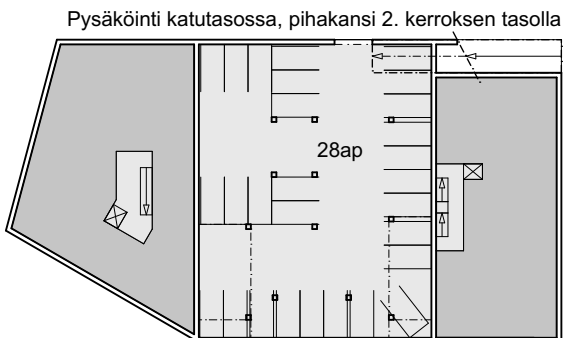 Pysäköinti katutasossa, pihakansi 2. kerroksen tasolla
28ap